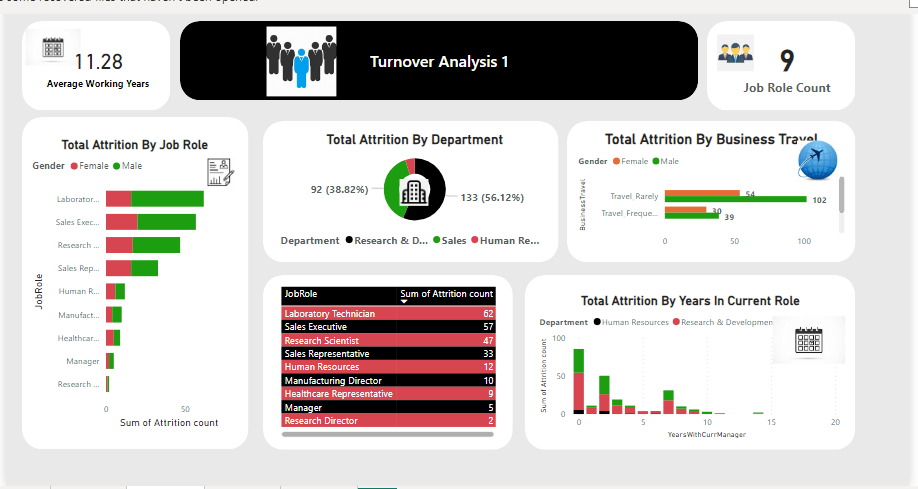 11.28
Average Working Years
Turnover Analysis 1
9
Job Role Count
Total Attrition By Job Role
Gender Female Male
JobRole
Laborator...
Sales Exec...
Research ...
Sales Rep...
Human R...
Manufact...
Healthcar...
Manager
Research ...
0 50
Sum of Attrition count
Total Attrition By Department
92 (38.82%)
133 (56.12%)
Department Research & D... Sales Human Re...
Total Attrition By Business Travel
Gender Female Male
BusinessTravel
Travel_Rarely 54
102
Travel_Freque... 30
39
0 50 100
JobRole Sum of Attrition count
Laboratory Technician 62
Sales Executive 57
Research Scientist 47
Sales Representative 33
Human Resources 12
Manufacturing Director 10
Healthcare Representative 9
Manager 5
Research Director 2
Total Attrition By Years In Current Role
Department Human Resources Research & Developmen
Sum of Attrition count
100
50
0
0 5 10 15 20
YearsWithCurrManager